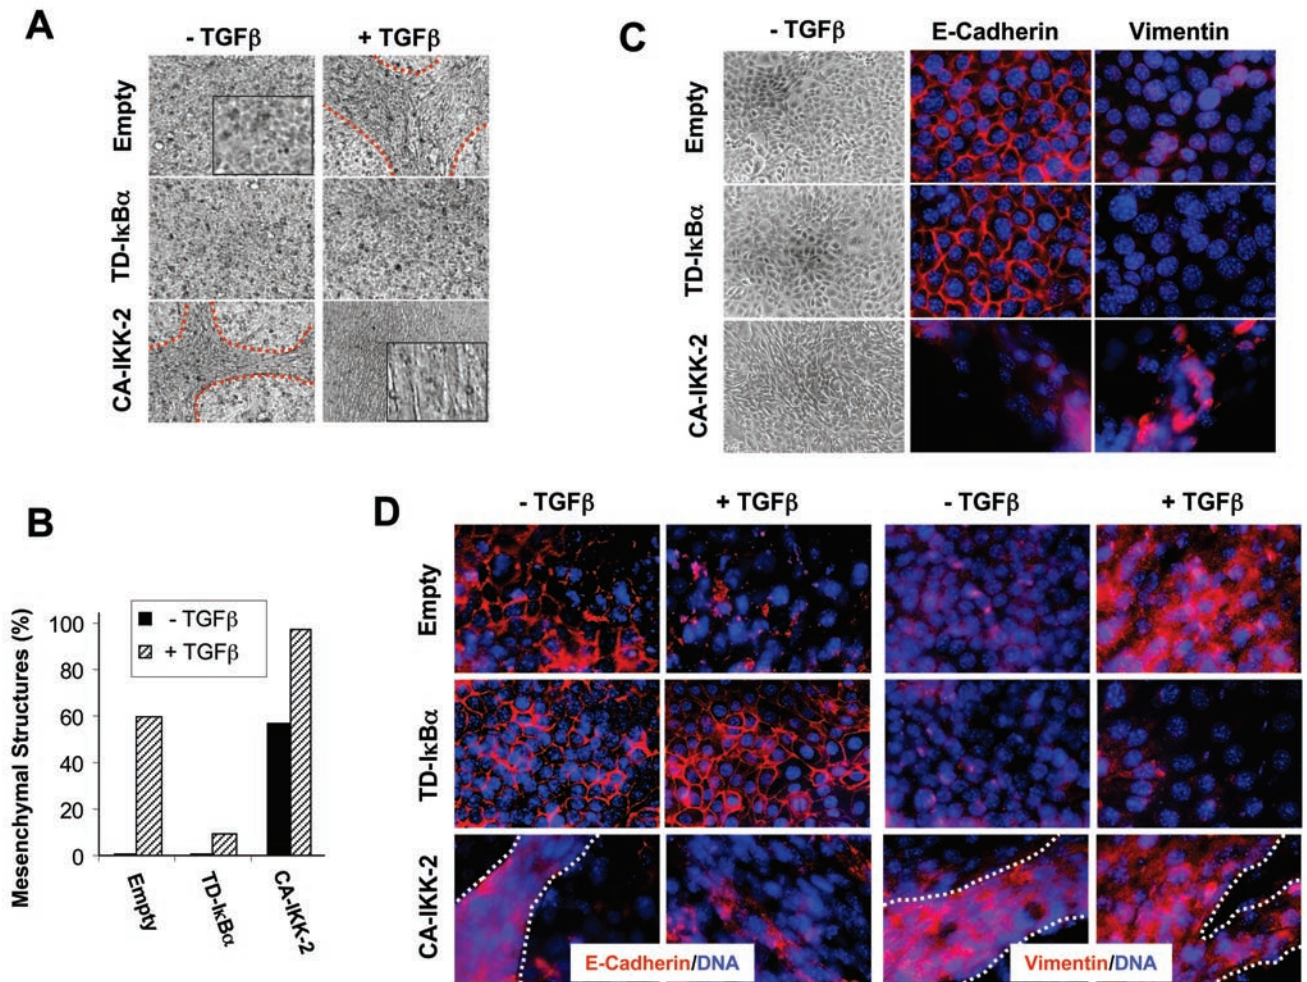 A
- TGFβ
+ TGFβ
Empty
TD-IκBα
CA-IKK-2
B
Mesenchymal Structures (%)
100
80
60
40
20
0
- TGFβ
+ TGFβ
Empty
TD-IκBα
CA-IKK-2
C
- TGFβ
E-Cadherin
Vimentin
Empty
TD-IκBα
CA-IKK-2
D
- TGFβ
+ TGFβ
- TGFβ
+ TGFβ
Empty
TD-IκBα
CA-IKK-2
E-Cadherin/DNA
Vimentin/DNA